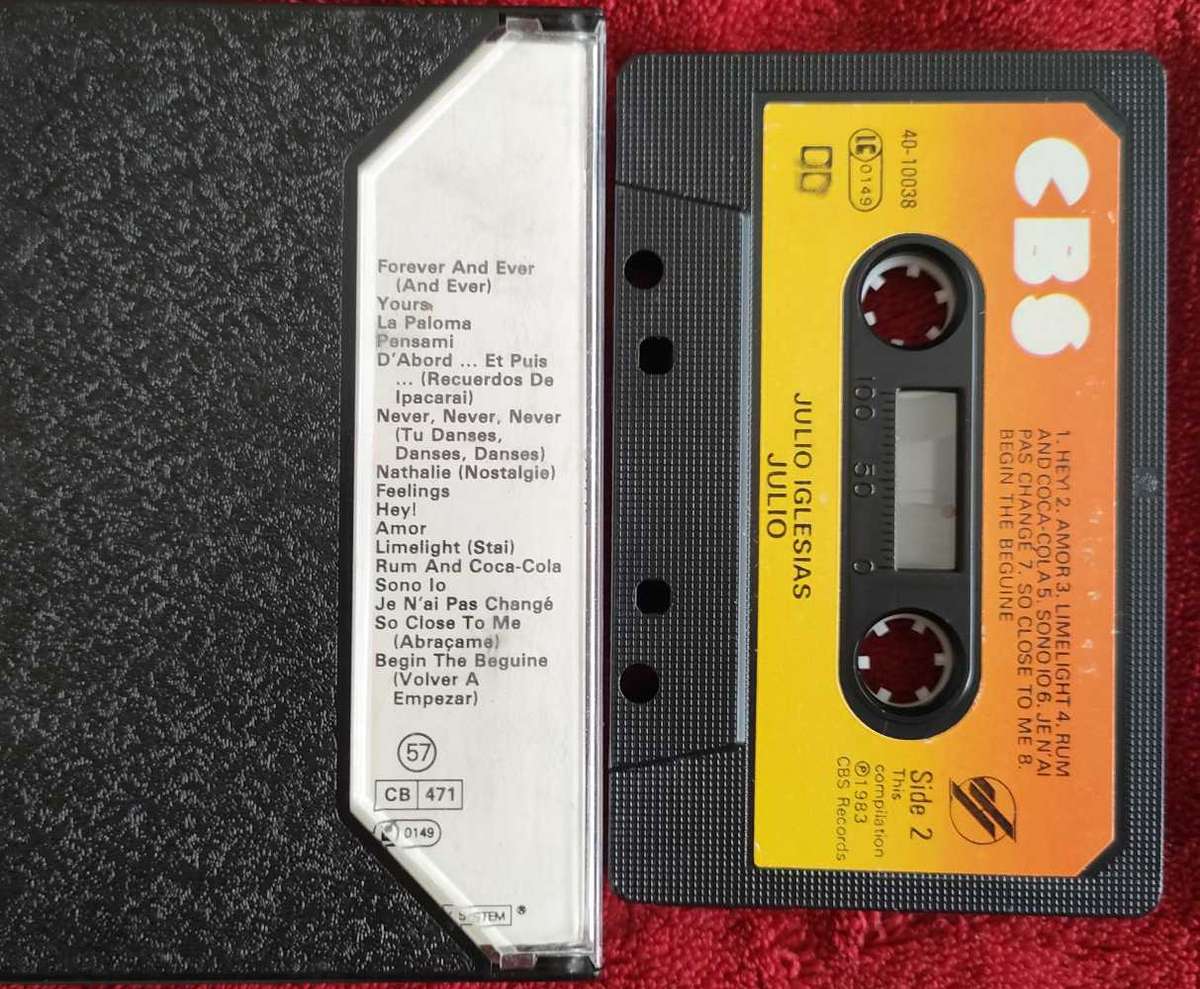 Forever And Ever
(And Ever)
Yours
La Paloma
Pensami
D'Abord ... Et Puis
... (Recuerdos De
Ipacarai)
Never, Never, Never
(Tu Danses,
Danses, Danses)
Nathalie (Nostalgie)
Feelings
Hey!
Amor
Limelight (Stai)
Rum And Coca-Cola
Sono Io
Je N'ai Pas Changé
So Close To Me
(Abraçame)
Begin The Beguine
(Volver A
Empezar)
57
CB 471
0149
®
CBS
1. HEY! 2. AMOR 3. LIMELIGHT 4. RUM
AND COCA-COLA 5. SONO IO 6. JE N'AI
PAS CHANGE 7. SO CLOSE TO ME 8.
BEGIN THE BEGUINE
40-10038
LC 0149
100 50 0
Side 2
This
compilation
℗ 1983
CBS Records
JULIO IGLESIAS
JULIO